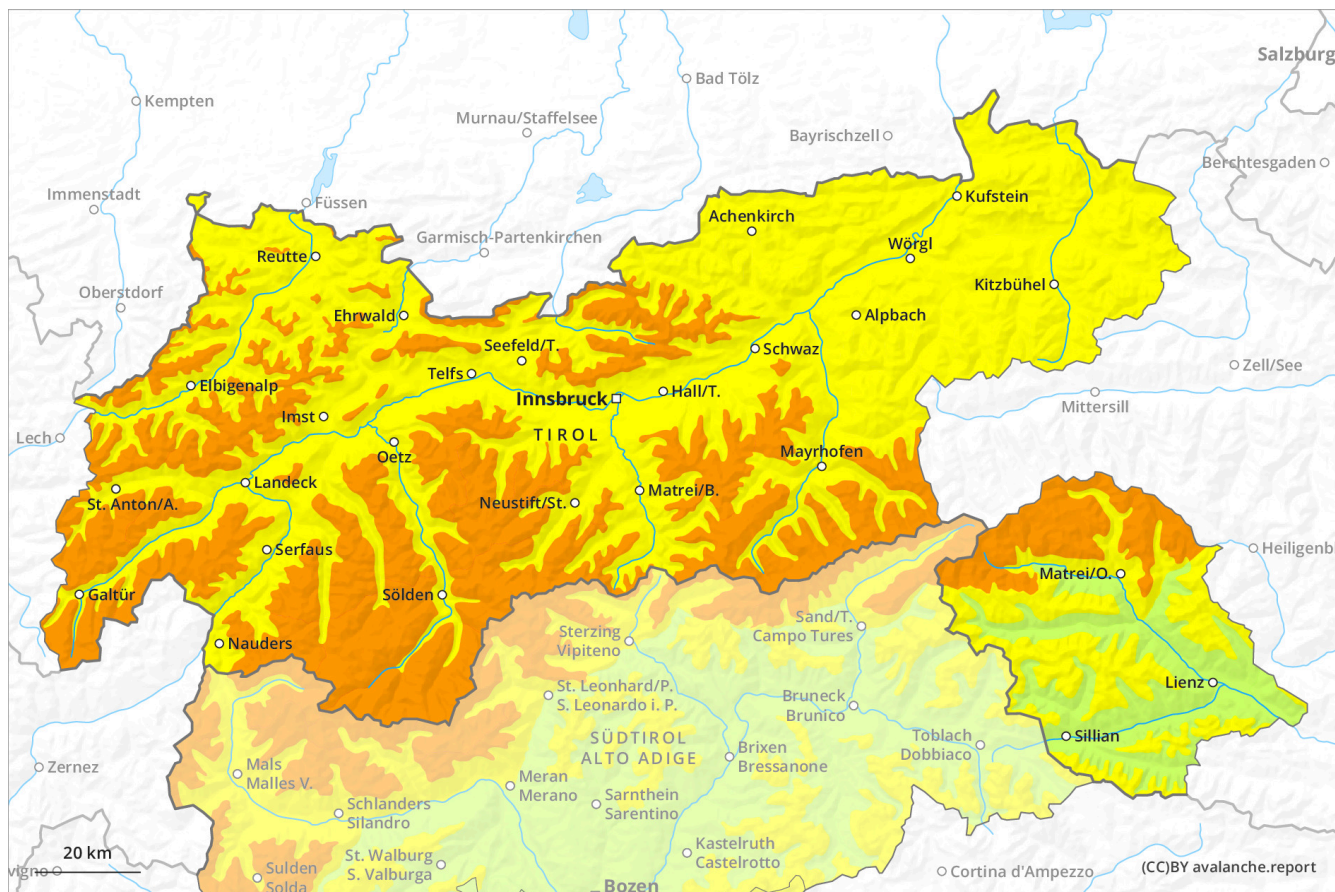 Salzburg
Bad Tölz
Kempten
Murnau/Staffelsee
Bayrischzell
Berchtesgaden
Immenstadt
Füssen
Kufstein
Achenkirch
Garmisch-Partenkirchen
Wörgl
Reutte
Kitzbühel
Oberstdorf
Ehrwald
Alpbach
Seefeld/T.
Schwaz
Zell/See
Telfs
Elbigenalp
Hall/T.
Innsbruck
Mittersill
Imst
Lech
TIROL
Oetz
Mayrhofen
Landeck
Matrei/B.
St. Anton/A.
Neustift/St.
Serfaus
Heiligenb
Matrei/O.
Galtür
Sölden
Sand/T.
Campo Tures
Sterzing
Vipiteno
Nauders
Lienz
St. Leonhard/P.
S. Leonardo i. P.
Bruneck
Brunico
SÜDTIROL
ALTO ADIGE
Toblach
Dobbiaco
Sillian
Brixen
Bressanone
Zernez
Mals
Malles V.
Meran
Merano
Sarnthein
Sarentino
Schlanders
Silandro
20 km
St. Walburg
S. Valburga
Kastelruth
Castelrotto
vigno
Sulden
Solda
Bozen
Cortina d'Ampezzo
(CC)BY avalanche.report